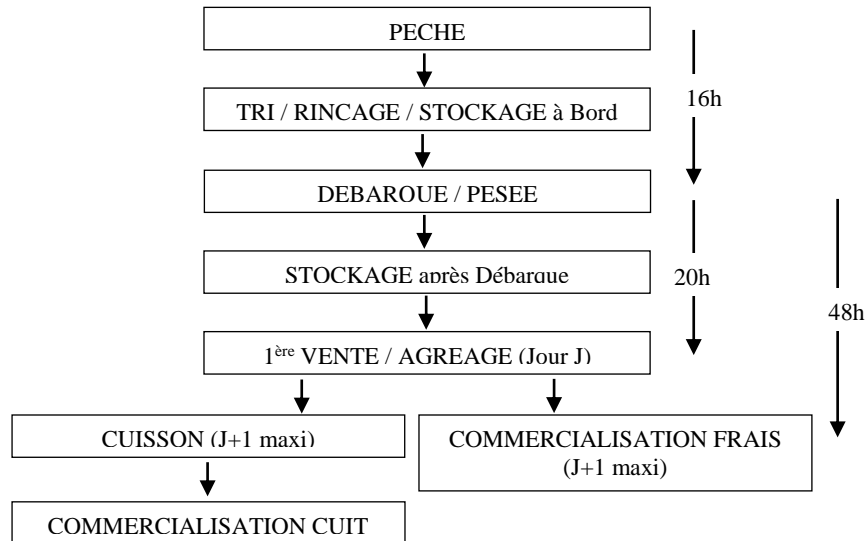 PECHE
16h
TRI / RINCAGE / STOCKAGE à Bord
DEBARQUE / PESEE
STOCKAGE après Débarque
20h
48h
1ère VENTE / AGREAGE (Jour J)
CUISSON (J+1 maxi)
COMMERCIALISATION FRAIS
(J+1 maxi)
COMMERCIALISATION CUIT